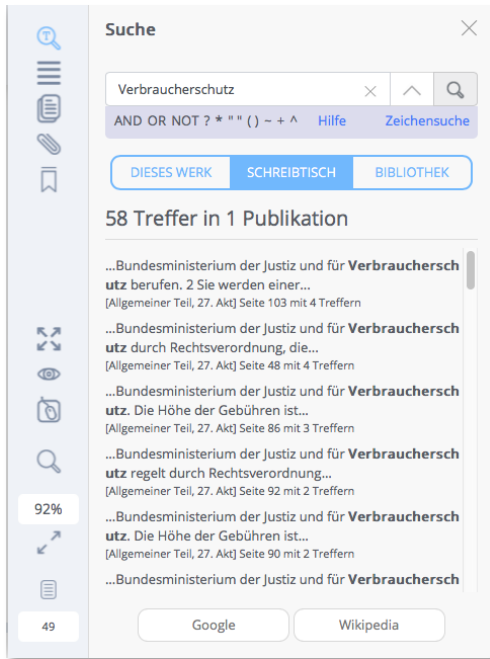 Suche
Verbraucherschutz
AND OR NOT ? * " " ( ) ~ + ^ Hilfe Zeichensuche
DIESES WERK SCHREIBTISCH BIBLIOTHEK
58 Treffer in 1 Publikation
...Bundesministerium der Justiz und für Verbrauchersch
utz berufen. 2 Sie werden einer...
[Allgemeiner Teil, 27. Akt] Seite 103 mit 4 Treffern
...Bundesministerium der Justiz und für Verbrauchersch
utz durch Rechtsverordnung, die...
[Allgemeiner Teil, 27. Akt] Seite 48 mit 4 Treffern
...Bundesministerium der Justiz und für Verbrauchersch
utz. Die Höhe der Gebühren ist...
[Allgemeiner Teil, 27. Akt] Seite 86 mit 3 Treffern
...Bundesministerium der Justiz und für Verbrauchersch
utz regelt durch Rechtsverordnung...
[Allgemeiner Teil, 27. Akt] Seite 92 mit 2 Treffern
...Bundesministerium der Justiz und für Verbrauchersch
utz. Die Höhe der Gebühren ist...
[Allgemeiner Teil, 27. Akt] Seite 90 mit 2 Treffern
...Bundesministerium der Justiz und für Verbrauchersch
92%
49
Google Wikipedia